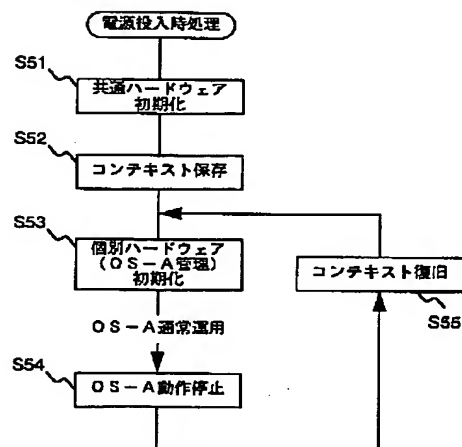 電源投入時処理
S51
共通ハードウェア
初期化
S52
コンテキスト保存
S53
個別ハードウェア
(OS-A管理)
初期化
コンテキスト復旧
S55
OS-A通常運用
S54
OS-A動作停止